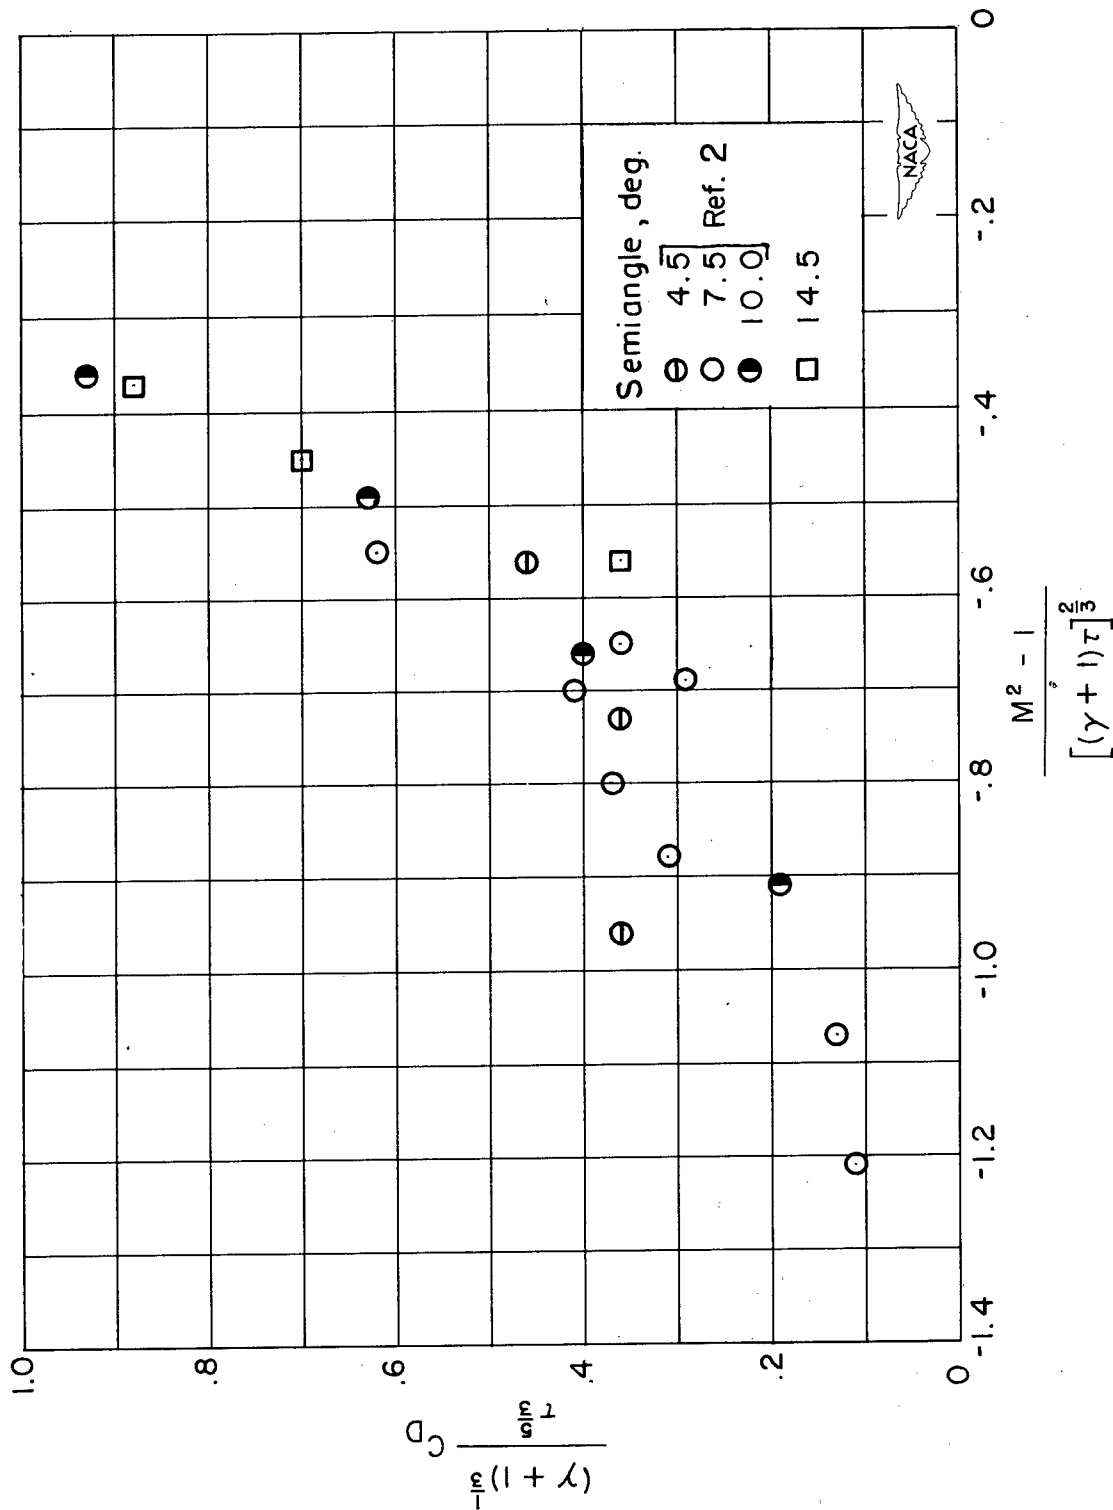 1.0
.8
.6
.4
.2
0
(γ + 1)^{1/3}
τ^{5/3}
C_D
Semiangle, deg.
4.5
7.5
10.0
Ref. 2
14.5
NACA
-1.4
-1.2
-1.0
-.8
-.6
-.4
-.2
0
M² - 1
[(γ + 1)τ]^{2/3}